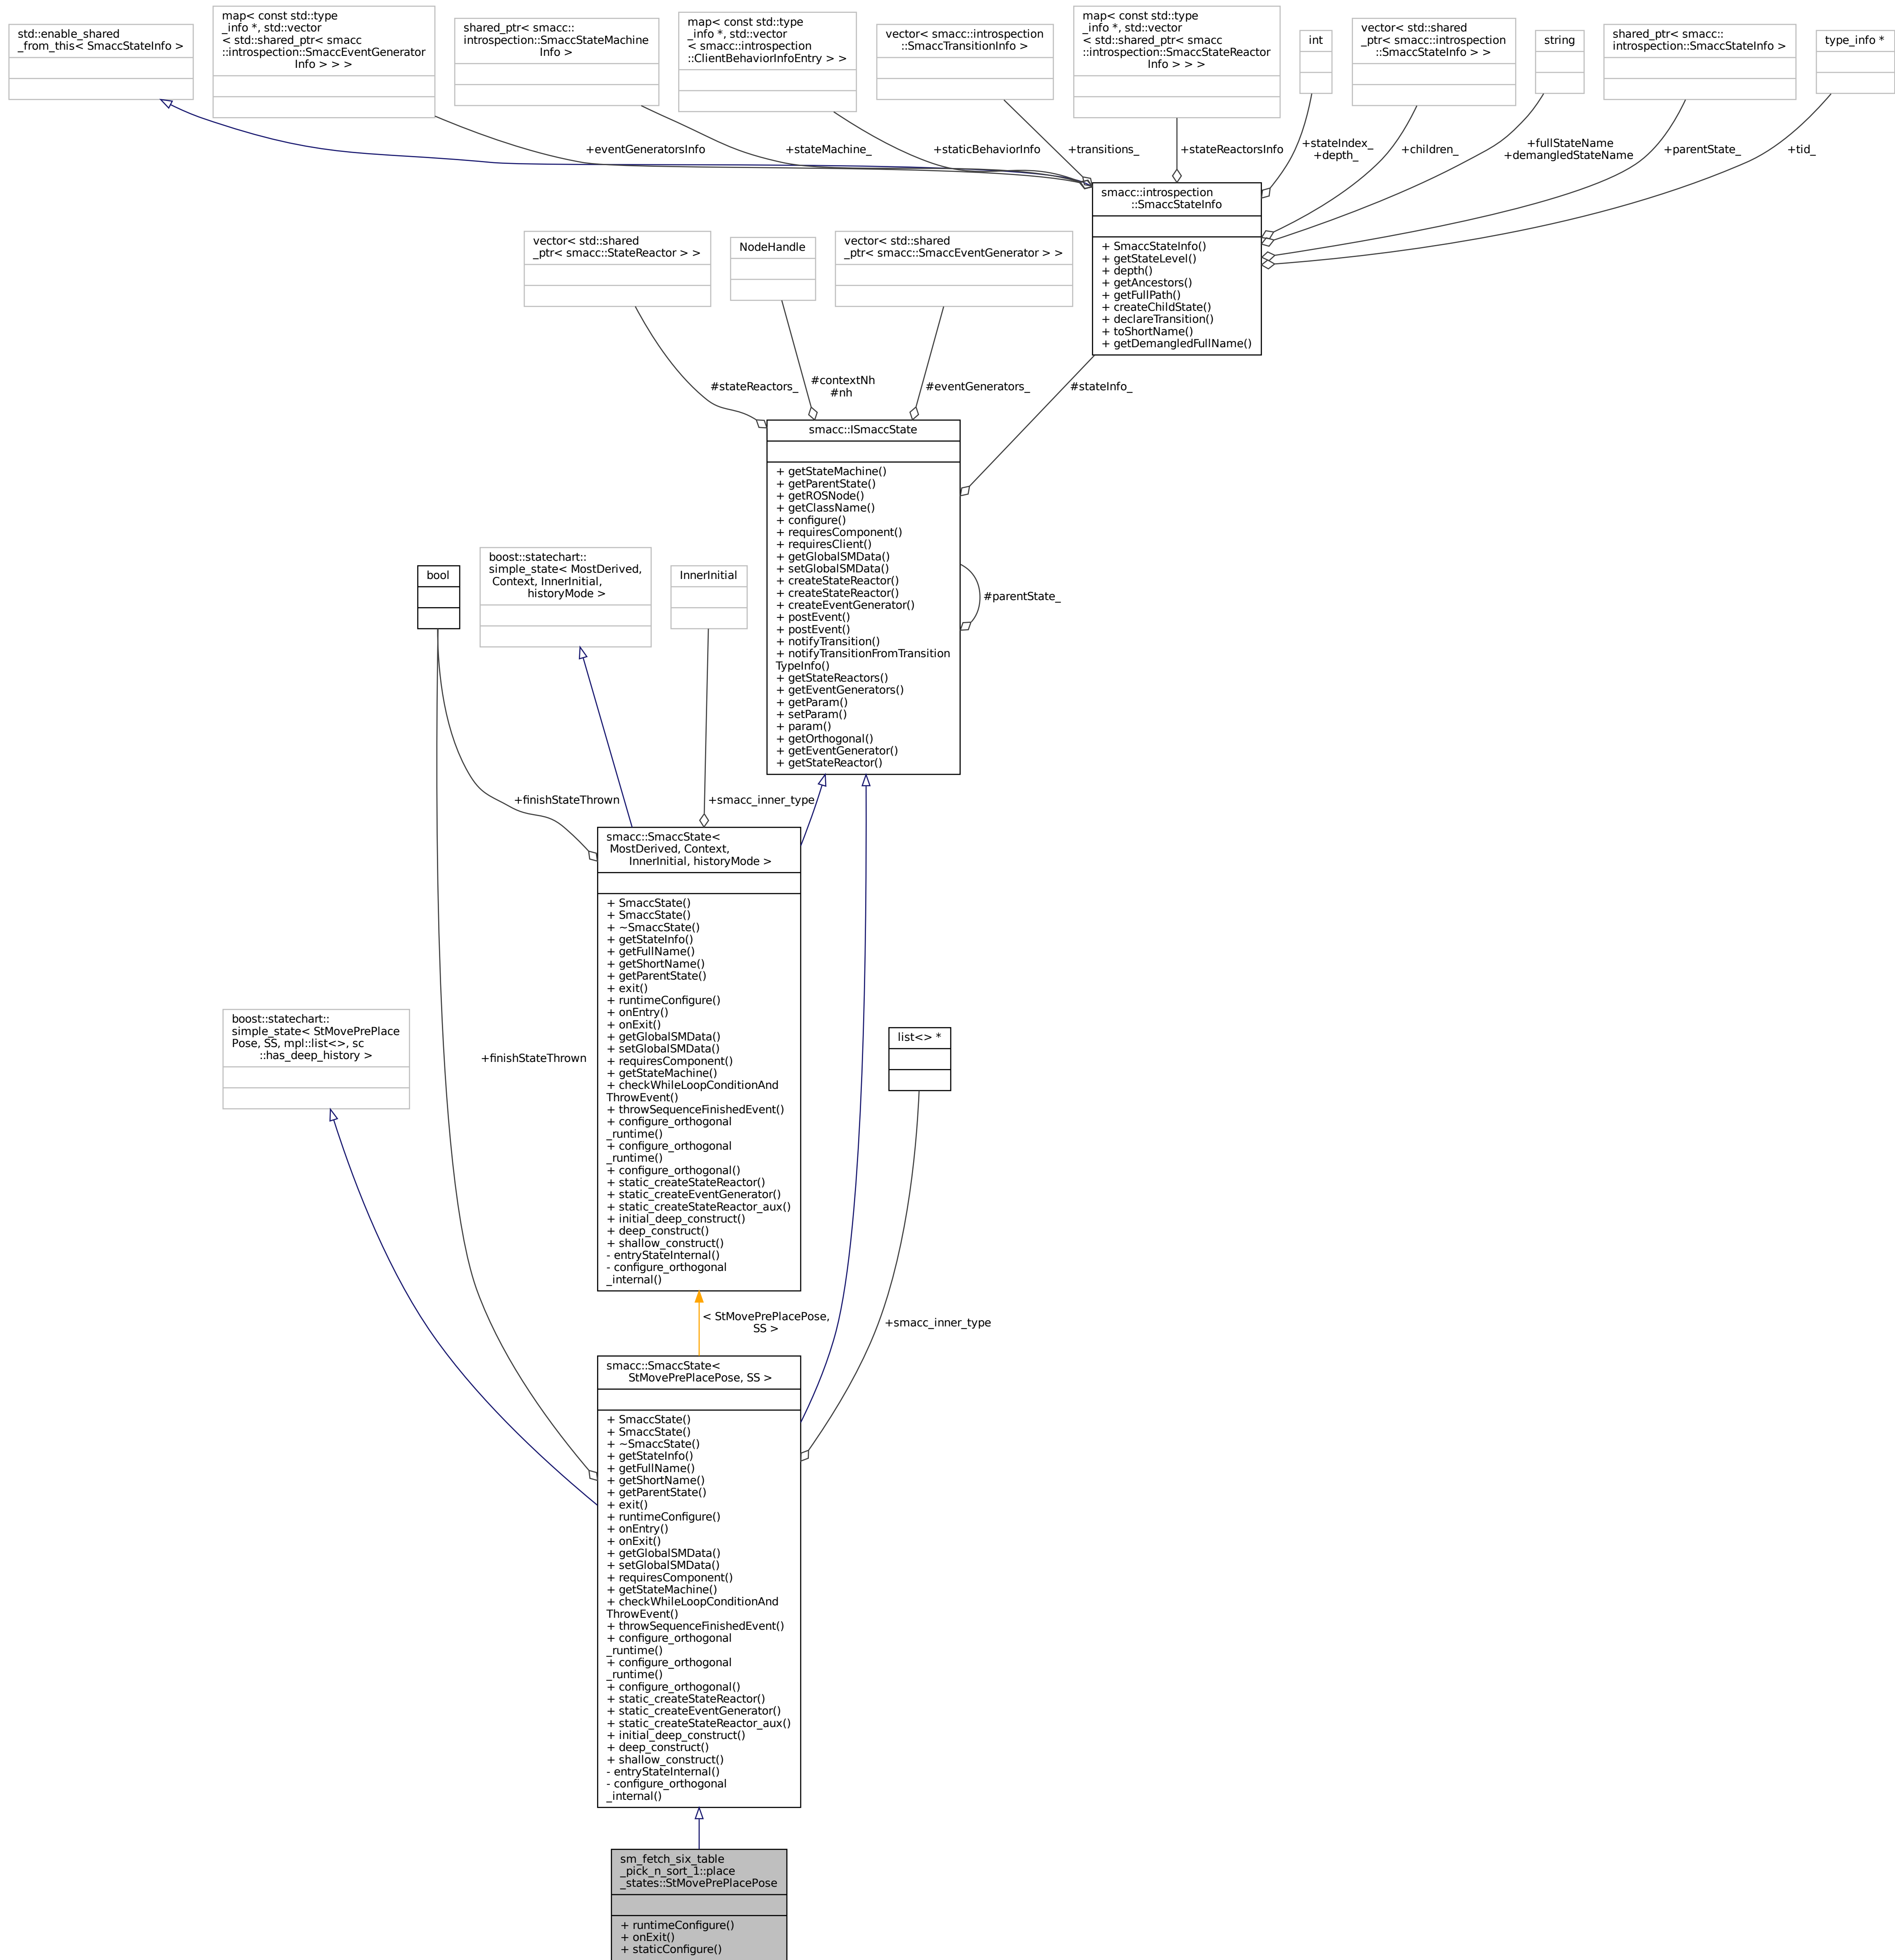 std::enable_shared
_from_this< SmaccStateInfo >
map< const std::type
_info *, std::vector
< std::shared_ptr< smacc
::introspection::SmaccEventGenerator
Info > > >
shared_ptr< smacc::
introspection::SmaccStateMachine
Info >
map< const std::type
_info *, std::vector
< smacc::introspection
::ClientBehaviorInfoEntry > >
vector< smacc::introspection
::SmaccTransitionInfo >
map< const std::type
_info *, std::vector
< std::shared_ptr< smacc
::introspection::SmaccStateReactor
Info > > >
int
vector< std::shared
_ptr< smacc::introspection
::SmaccStateInfo > >
string
shared_ptr< smacc::
introspection::SmaccStateInfo >
type_info *
+eventGeneratorsInfo
+stateMachine_
+staticBehaviorInfo
+transitions_
+stateReactorsInfo
+stateIndex_
+depth_
+children_
+fullStateName
+demangledStateName
+parentState_
+tid_
smacc::introspection
::SmaccStateInfo
+ SmaccStateInfo()
+ getStateLevel()
+ depth()
+ getAncestors()
+ getFullPath()
+ createChildState()
+ declareTransition()
+ toShortName()
+ getDemangledFullName()
vector< std::shared
_ptr< smacc::StateReactor > >
NodeHandle
vector< std::shared
_ptr< smacc::SmaccEventGenerator > >
#stateReactors_
#contextNh
#nh
#eventGenerators_
#stateInfo_
smacc::ISmaccState
+ getStateMachine()
+ getParentState()
+ getROSNode()
+ getClassName()
+ configure()
+ requiresComponent()
+ requiresClient()
+ getGlobalSMData()
+ setGlobalSMData()
+ createStateReactor()
+ createStateReactor()
+ createEventGenerator()
+ postEvent()
+ postEvent()
+ notifyTransition()
+ notifyTransitionFromTransition
TypeInfo()
+ getStateReactors()
+ getEventGenerators()
+ getParam()
+ setParam()
+ param()
+ getOrthogonal()
+ getEventGenerator()
+ getStateReactor()
#parentState_
bool
boost::statechart::
simple_state< MostDerived,
Context, InnerInitial,
historyMode >
InnerInitial
+finishStateThrown
+smacc_inner_type
smacc::SmaccState<
MostDerived, Context,
InnerInitial, historyMode >
+ SmaccState()
+ SmaccState()
+ ~SmaccState()
+ getStateInfo()
+ getFullName()
+ getShortName()
+ getParentState()
+ exit()
+ runtimeConfigure()
+ onEntry()
+ onExit()
+ getGlobalSMData()
+ setGlobalSMData()
+ requiresComponent()
+ getStateMachine()
+ checkWhileLoopConditionAnd
ThrowEvent()
+ throwSequenceFinishedEvent()
+ configure_orthogonal
_runtime()
+ configure_orthogonal
_runtime()
+ configure_orthogonal()
+ static_createStateReactor()
+ static_createEventGenerator()
+ static_createStateReactor_aux()
+ initial_deep_construct()
+ deep_construct()
+ shallow_construct()
- entryStateInternal()
- configure_orthogonal
_internal()
boost::statechart::
simple_state< StMovePrePlace
Pose, SS, mpl::list<>, sc
::has_deep_history >
+finishStateThrown
list<> *
< StMovePrePlacePose,
SS >
+smacc_inner_type
smacc::SmaccState<
StMovePrePlacePose, SS >
+ SmaccState()
+ SmaccState()
+ ~SmaccState()
+ getStateInfo()
+ getFullName()
+ getShortName()
+ getParentState()
+ exit()
+ runtimeConfigure()
+ onEntry()
+ onExit()
+ getGlobalSMData()
+ setGlobalSMData()
+ requiresComponent()
+ getStateMachine()
+ checkWhileLoopConditionAnd
ThrowEvent()
+ throwSequenceFinishedEvent()
+ configure_orthogonal
_runtime()
+ configure_orthogonal
_runtime()
+ configure_orthogonal()
+ static_createStateReactor()
+ static_createEventGenerator()
+ static_createStateReactor_aux()
+ initial_deep_construct()
+ deep_construct()
+ shallow_construct()
- entryStateInternal()
- configure_orthogonal
_internal()
sm_fetch_six_table
_pick_n_sort_1::place
_states::StMovePrePlacePose
+ runtimeConfigure()
+ onExit()
+ staticConfigure()